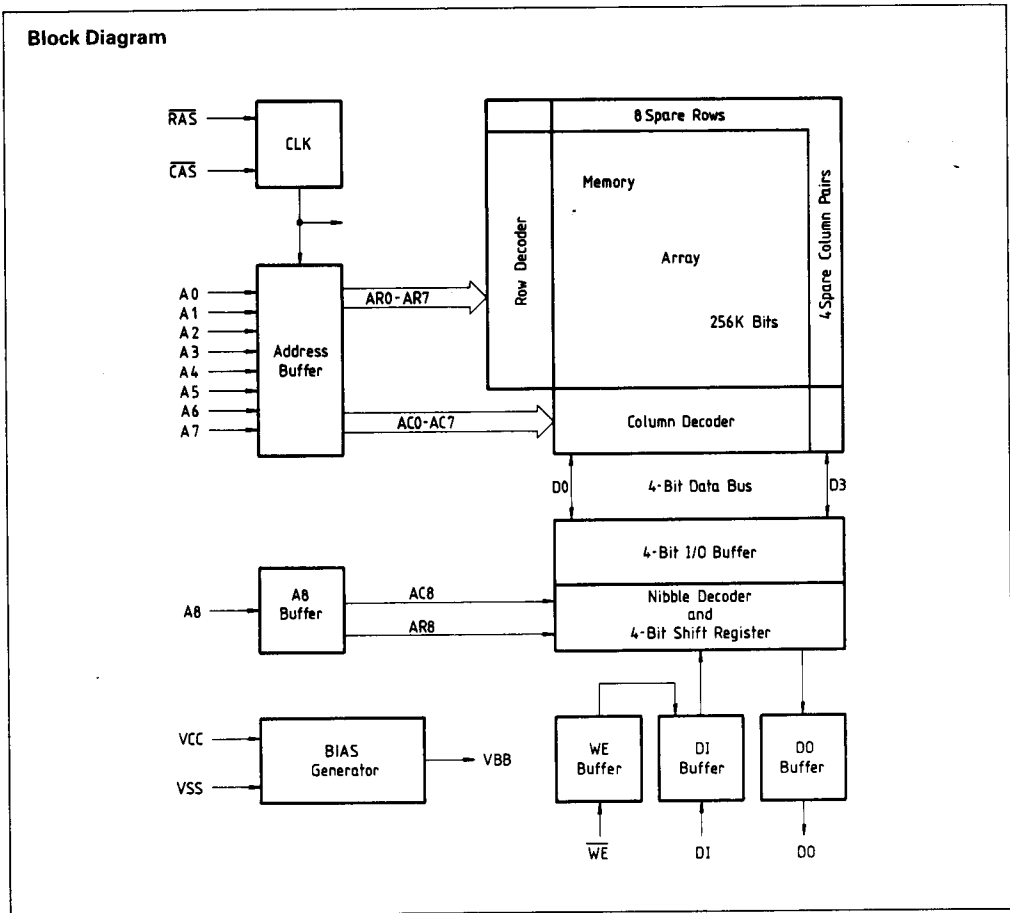 Block Diagram
RAS
CAS
CLK
A0
A1
A2
A3
A4
A5
A6
A7
Address
Buffer
AR0-AR7
AC0-AC7
8 Spare Rows
Row Decoder
Memory
Array
256K Bits
4 Spare Column Pairs
Column Decoder
D0
4-Bit Data Bus
D3
4-Bit I/O Buffer
Nibble Decoder
and
4-Bit Shift Register
A8
A8
Buffer
AC8
AR8
VCC
VSS
BIAS
Generator
VBB
WE
Buffer
DI
Buffer
DO
Buffer
WE
DI
DO